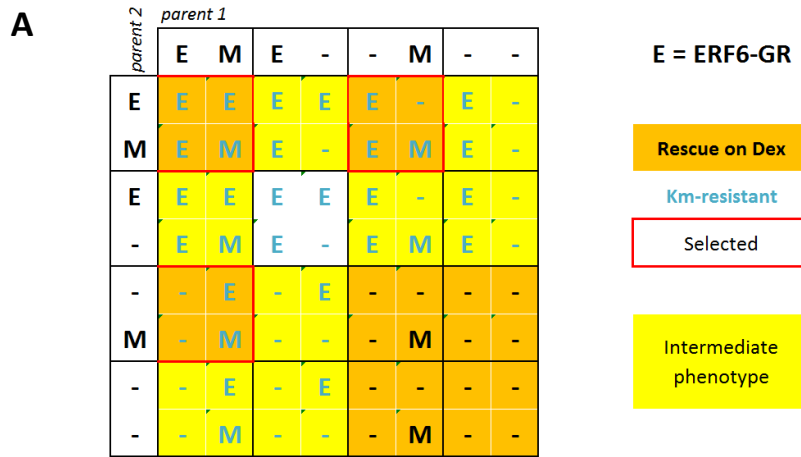 A
parent 2
parent 1
E M E - - M - -
E E E E E E - E -
M E M E - E M E -
E E E E E E - E -
- E M E - E M E -
- - E - E - - - -
M - M - - - M - -
- - E - E - - - -
- - M - - - M - -
E = ERF6-GR
Rescue on Dex
Km-resistant
Selected
Intermediate
phenotype